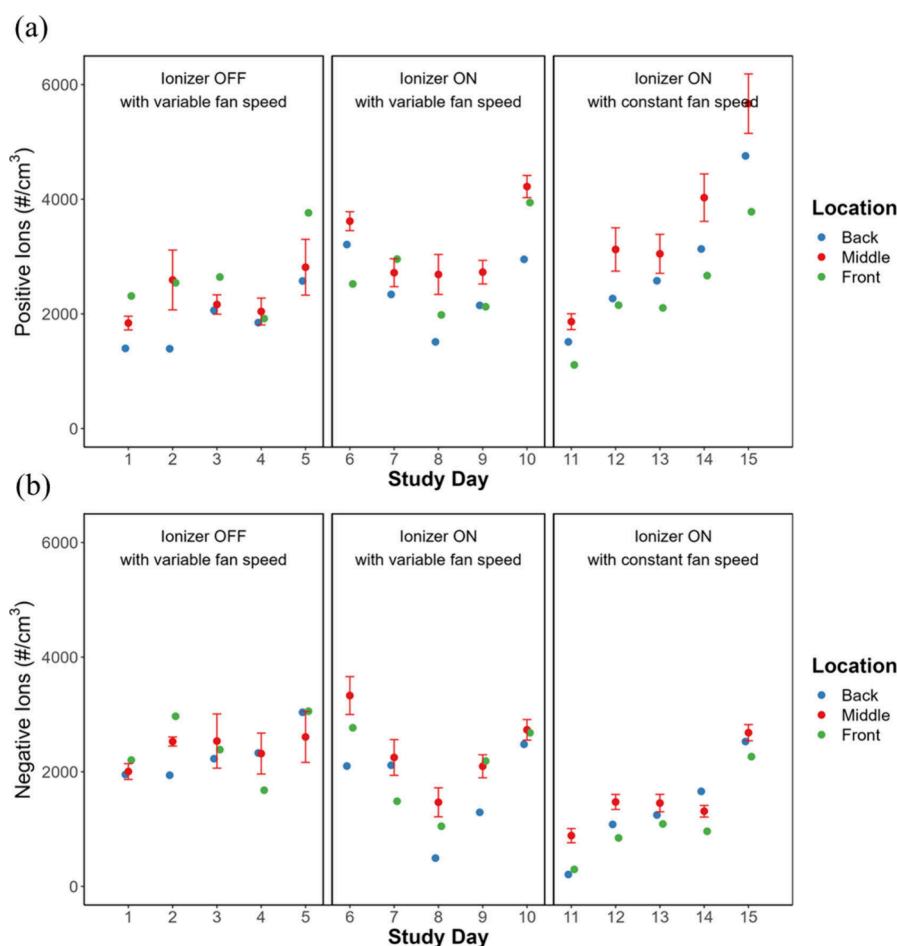 (a)
Ionizer OFF
with variable fan speed
Ionizer ON
with variable fan speed
Ionizer ON
with constant fan speed
Positive Ions (#/cm³)
6000
4000
2000
0
1 2 3 4 5 6 7 8 9 10 11 12 13 14 15
Study Day
Location
Back
Middle
Front
(b)
Ionizer OFF
with variable fan speed
Ionizer ON
with variable fan speed
Ionizer ON
with constant fan speed
Negative Ions (#/cm³)
6000
4000
2000
0
1 2 3 4 5 6 7 8 9 10 11 12 13 14 15
Study Day
Location
Back
Middle
Front